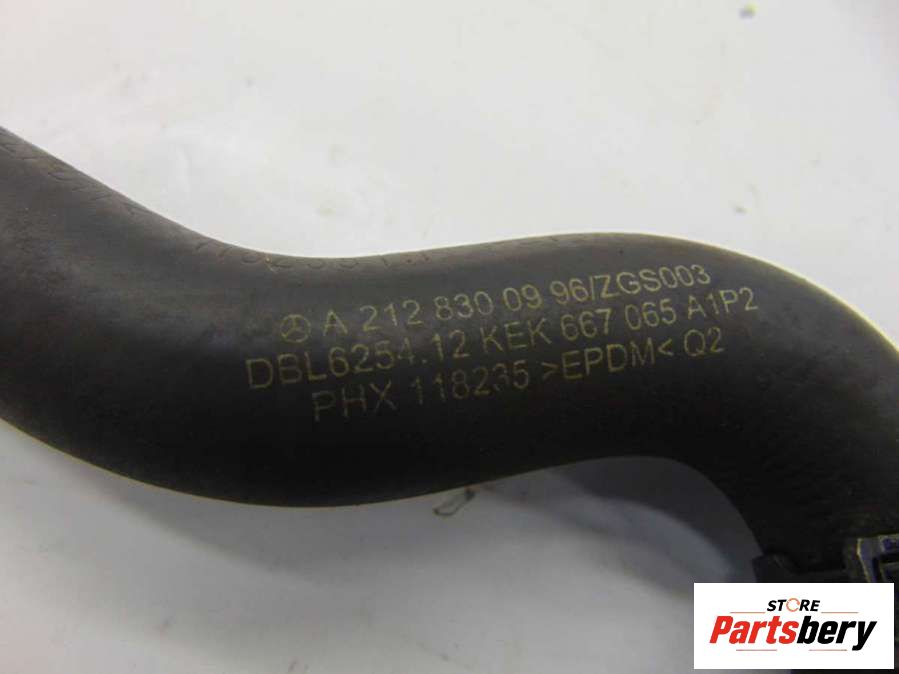 A 212 830 09 96/ZGS003
DBL6254.12 KEK 667 065 A1P2
PHX 118235 >EPDM< Q2
STORE
Partsbery